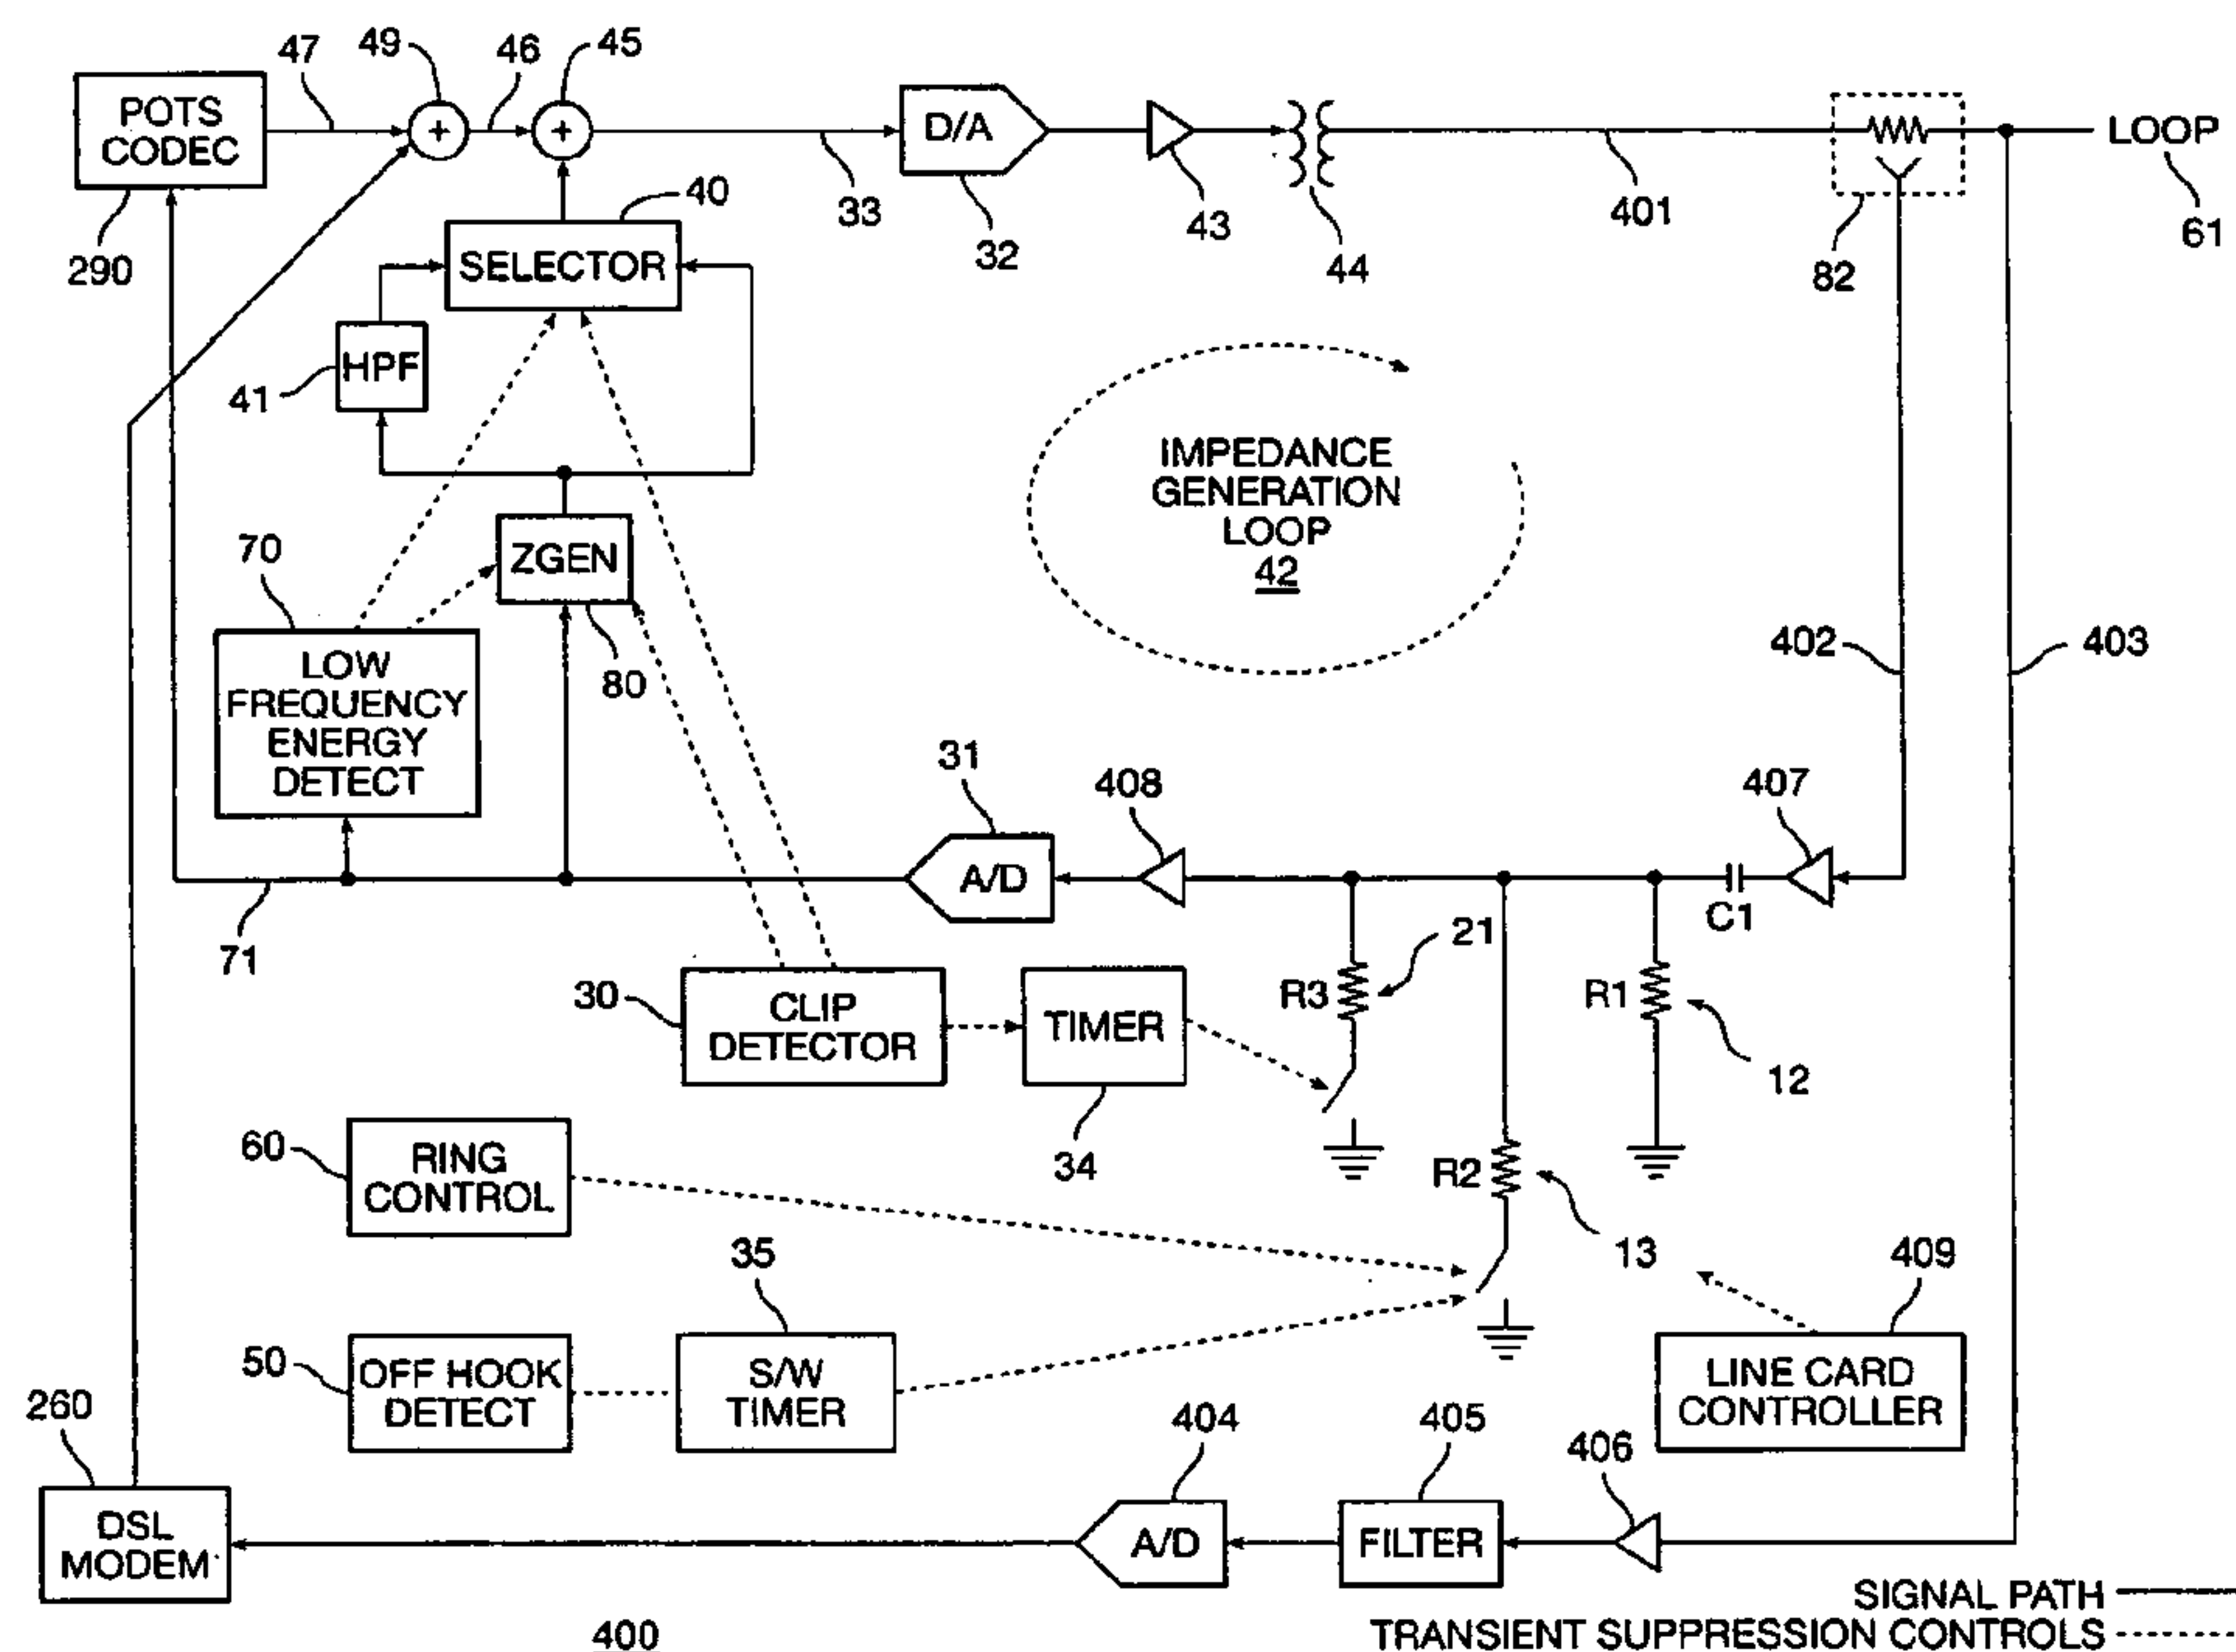 47
49
46
45
POTS
CODEC
+
+
D/A
LOOP
61
290
40
33
32
43
44
401
82
SELECTOR
HPF
41
IMPEDANCE
GENERATION
LOOP
42
70
ZGEN
80
402
403
LOW
FREQUENCY
ENERGY
DETECT
31
408
407
A/D
C1
71
21
30
CLIP
DETECTOR
TIMER
R3
R1
12
34
60
RING
CONTROL
R2
13
35
409
50
OFF HOOK
DETECT
S/W
TIMER
LINE CARD
CONTROLLER
260
404
405
406
DSL
MODEM
A/D
FILTER
SIGNAL PATH
400
TRANSIENT SUPPRESSION CONTROLS